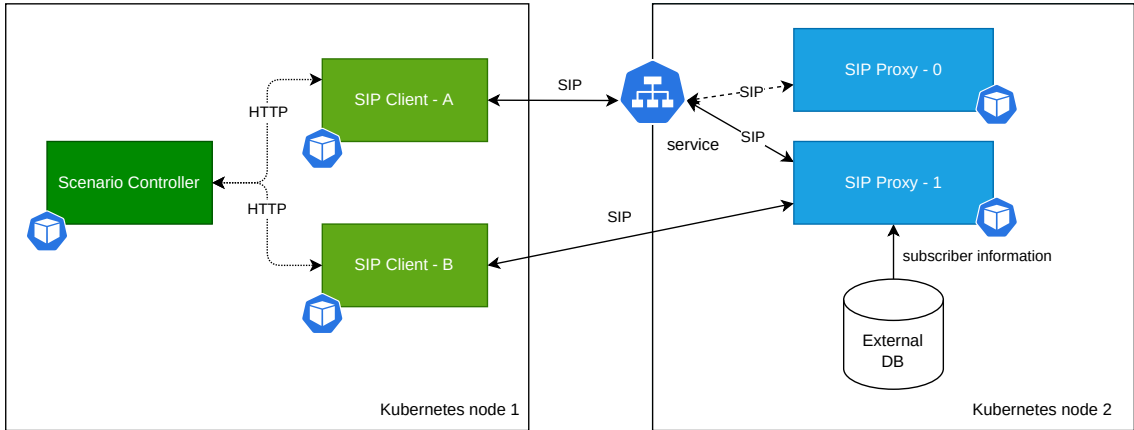 SIP Client - A
HTTP
Scenario Controller
HTTP
SIP Client - B
Kubernetes node 1
SIP
SIP
service
SIP
SIP
SIP Proxy - 0
SIP Proxy - 1
subscriber information
External
DB
Kubernetes node 2